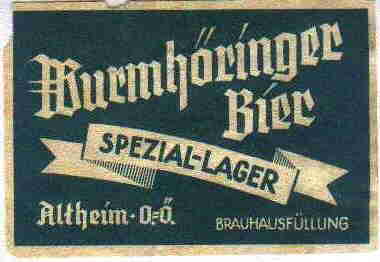 Wurmhöringer
Bier
SPEZIAL-LAGER
Altheim · O.-Ö.
BRAUHAUSFÜLLUNG